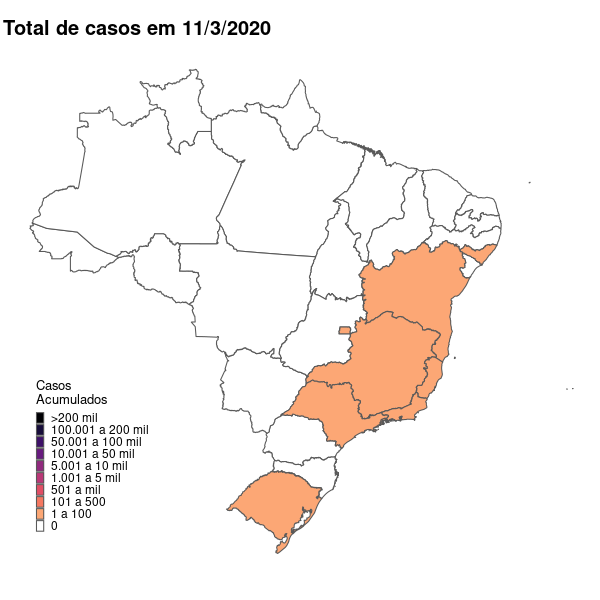 Total de casos em 11/3/2020
Casos
Acumulados
>200 mil
100.001 a 200 mil
50.001 a 100 mil
10.001 a 50 mil
5.001 a 10 mil
1.001 a 5 mil
501 a mil
101 a 500
1 a 100
0